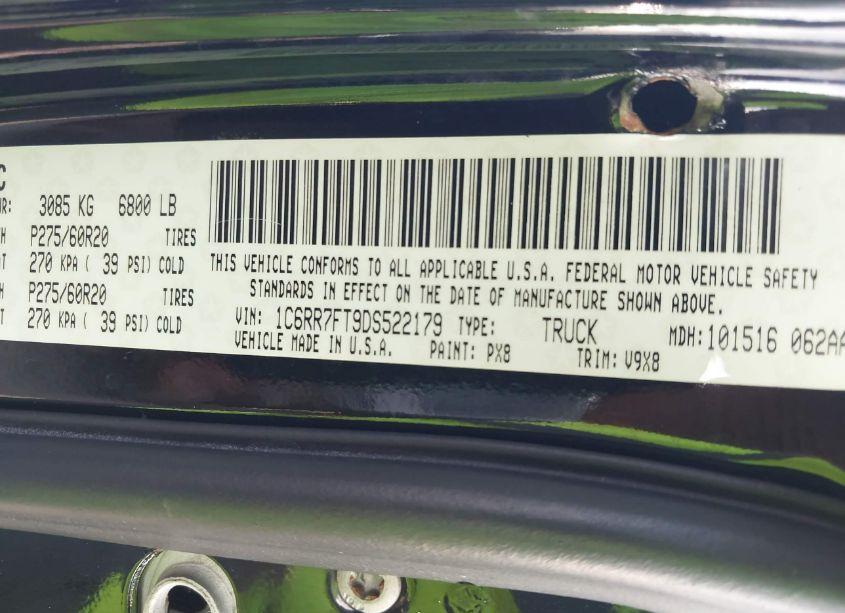 C
WR: 3085 KG 6800 LB
P275/60R20 TIRES
270 KPA ( 39 PSI) COLD
P275/60R20 TIRES
270 KPA ( 39 PSI) COLD
THIS VEHICLE CONFORMS TO ALL APPLICABLE U.S.A. FEDERAL MOTOR VEHICLE SAFETY
STANDARDS IN EFFECT ON THE DATE OF MANUFACTURE SHOWN ABOVE.
VIN: 1C6RR7FT9DS522179 TYPE: TRUCK MDH:101516 062AA
VEHICLE MADE IN U.S.A. PAINT: PX8 TRIM: V9X8